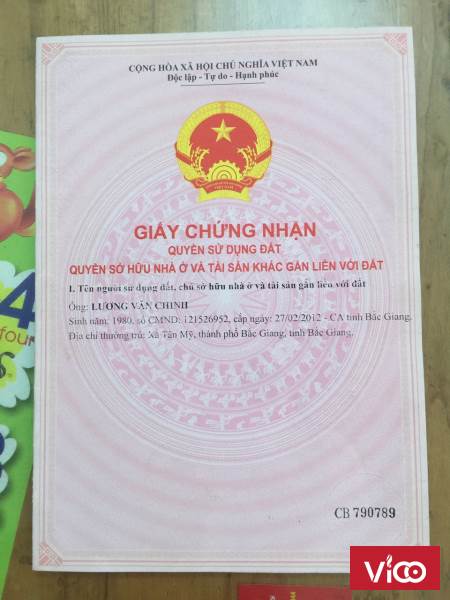 CỘNG HÒA XÃ HỘI CHỦ NGHĨA VIỆT NAM
Độc lập - Tự do - Hạnh phúc
GIẤY CHỨNG NHẬN
QUYỀN SỬ DỤNG ĐẤT
QUYỀN SỞ HỮU NHÀ Ở VÀ TÀI SẢN KHÁC GẮN LIỀN VỚI ĐẤT
I. Tên người sử dụng đất, chủ sở hữu nhà ở và tài sản gắn liền với đất
Ông: LƯƠNG VĂN CHINH
Sinh năm: 1980, số CMND: 121526952, cấp ngày: 27/02/2012 - CA tỉnh Bắc Giang.
Địa chỉ thường trú: Xã Tân Mỹ, thành phố Bắc Giang, tỉnh Bắc Giang.
CB 790789
4
four
vico